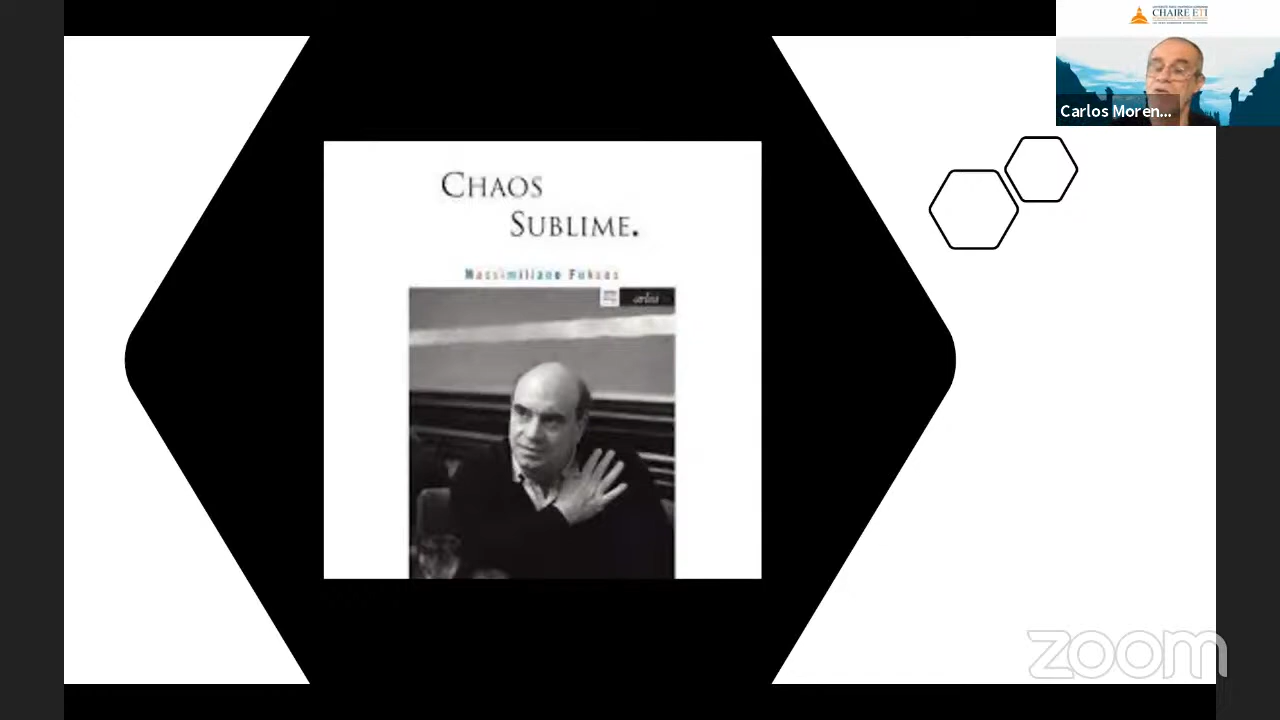 CHAIRE ETI
Carlos Moren...
CHAOS
SUBLIME.
Massimiliano Fuksas
arléa
zoom